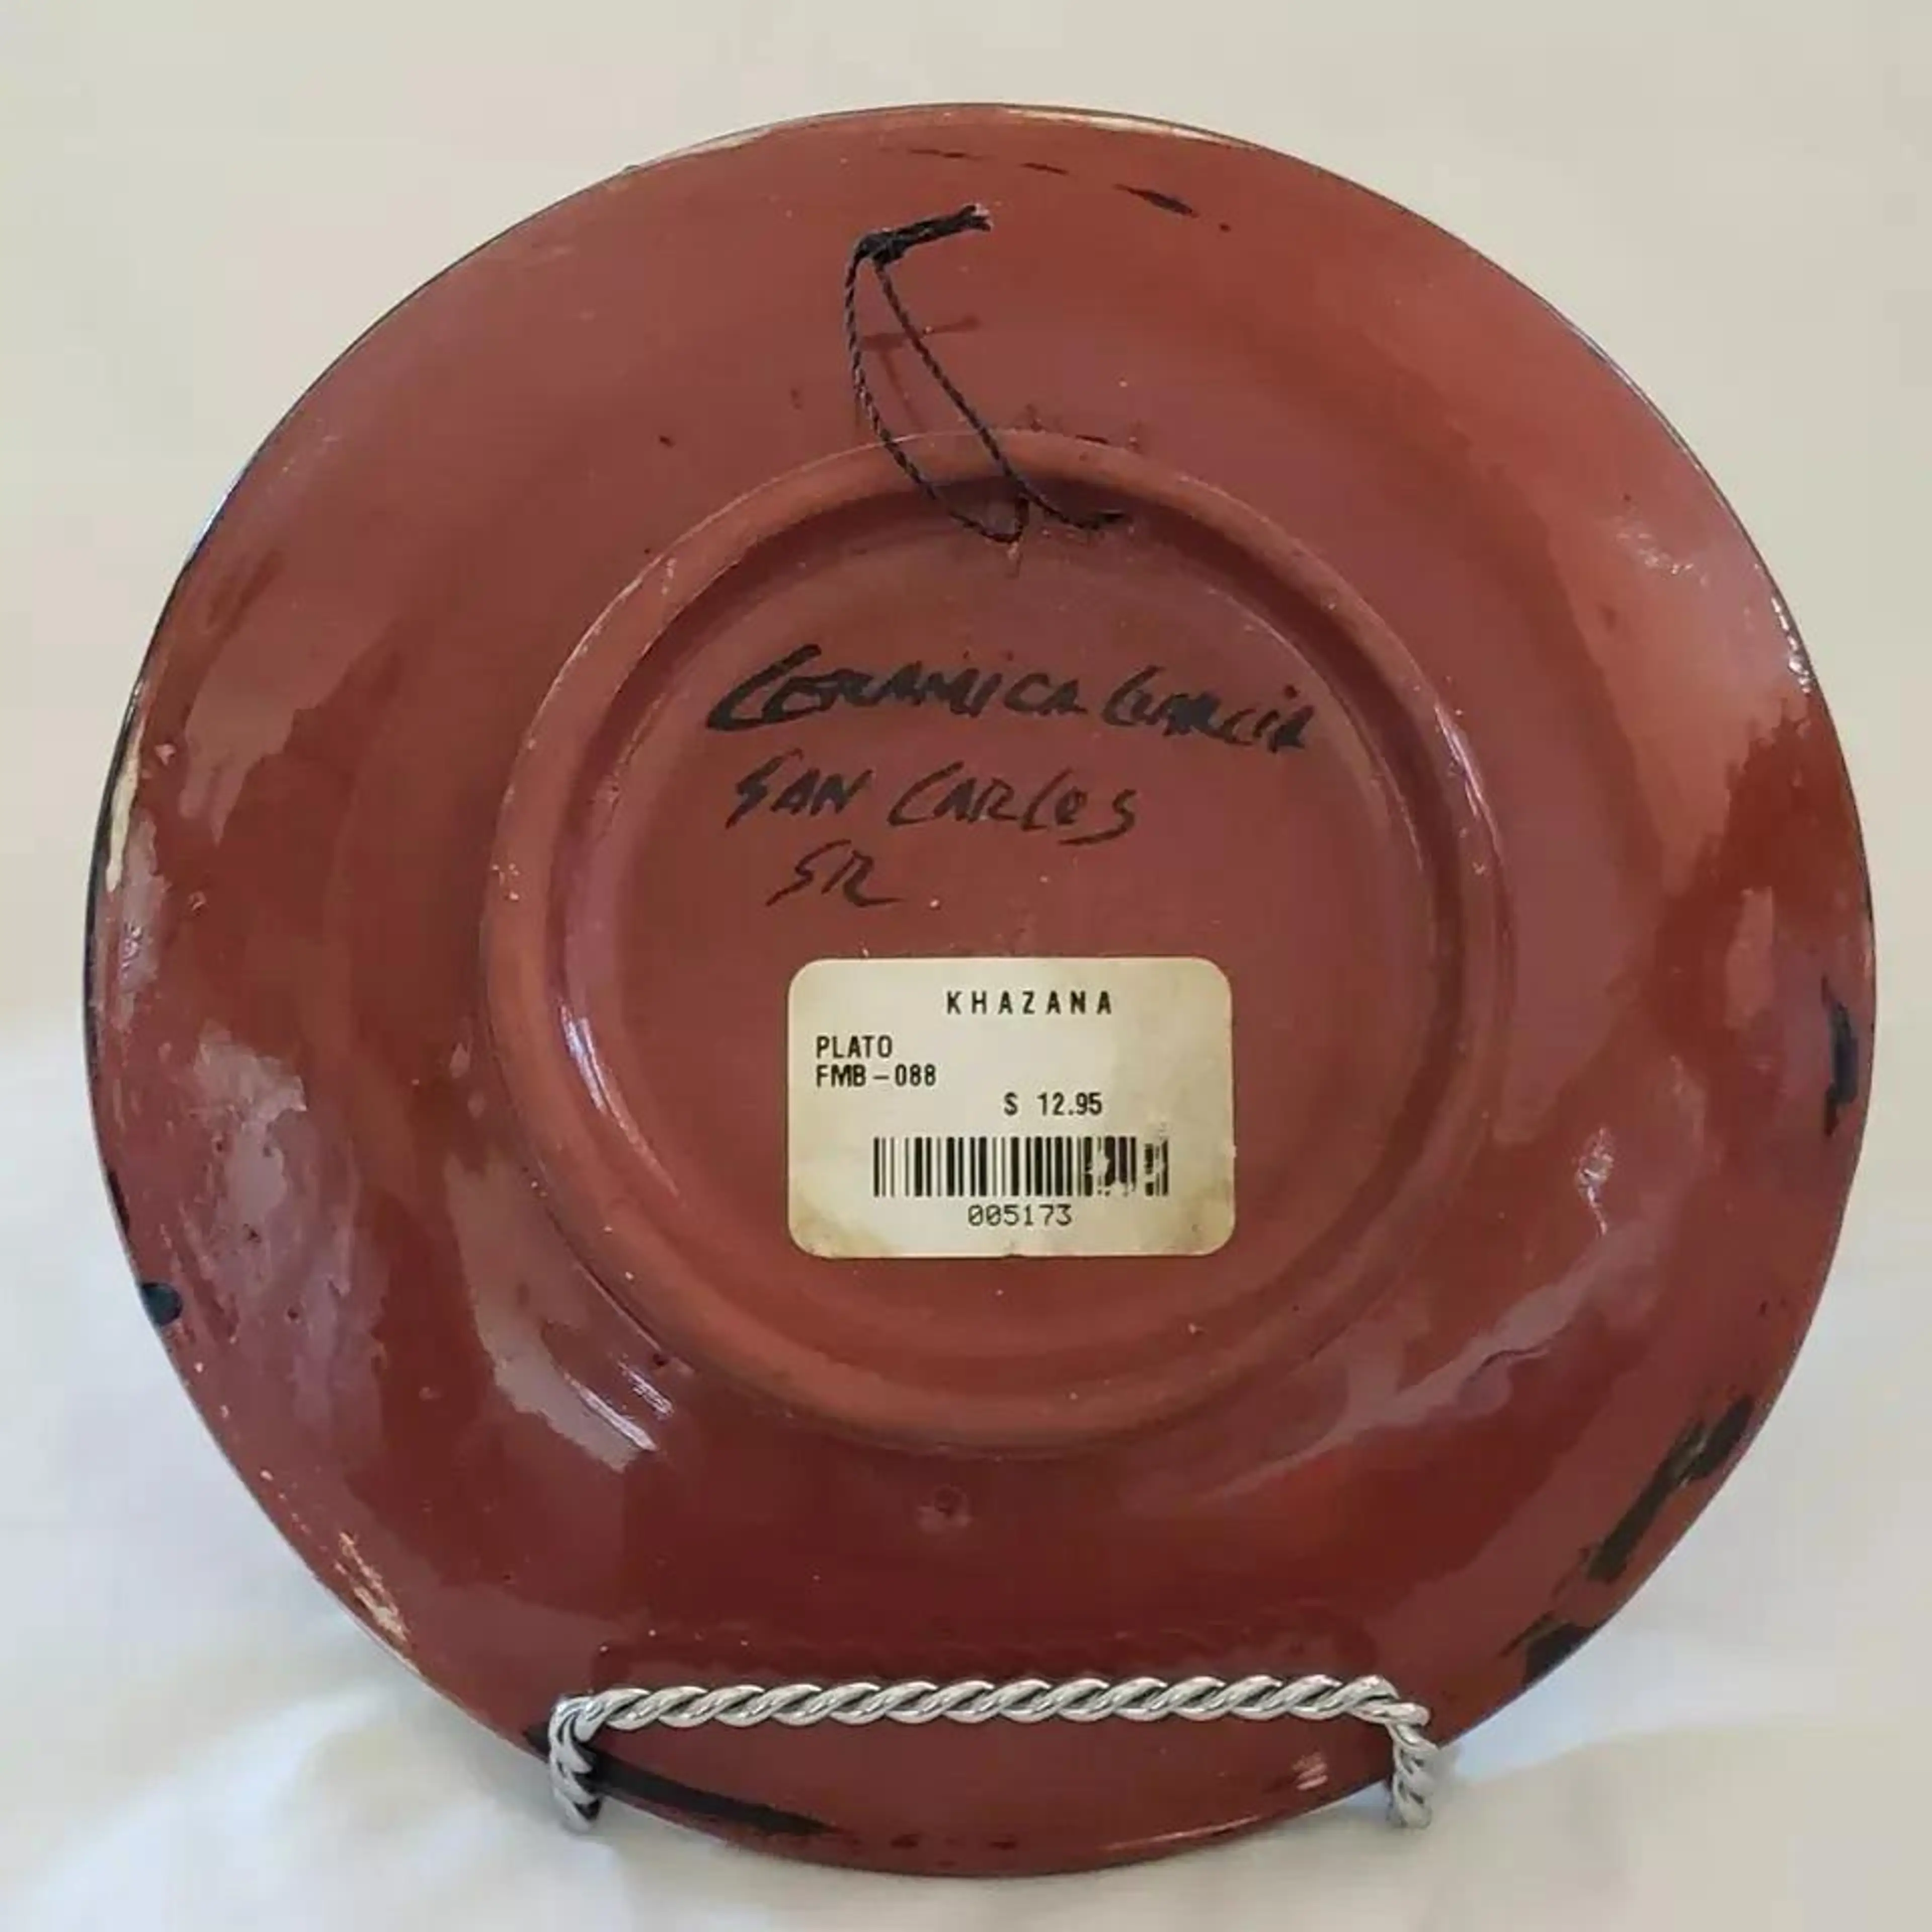 CERAMICA GARCIA
SAN CARLOS
SR.
KHAZANA
PLATO
FMB-088
$ 12.95
005173